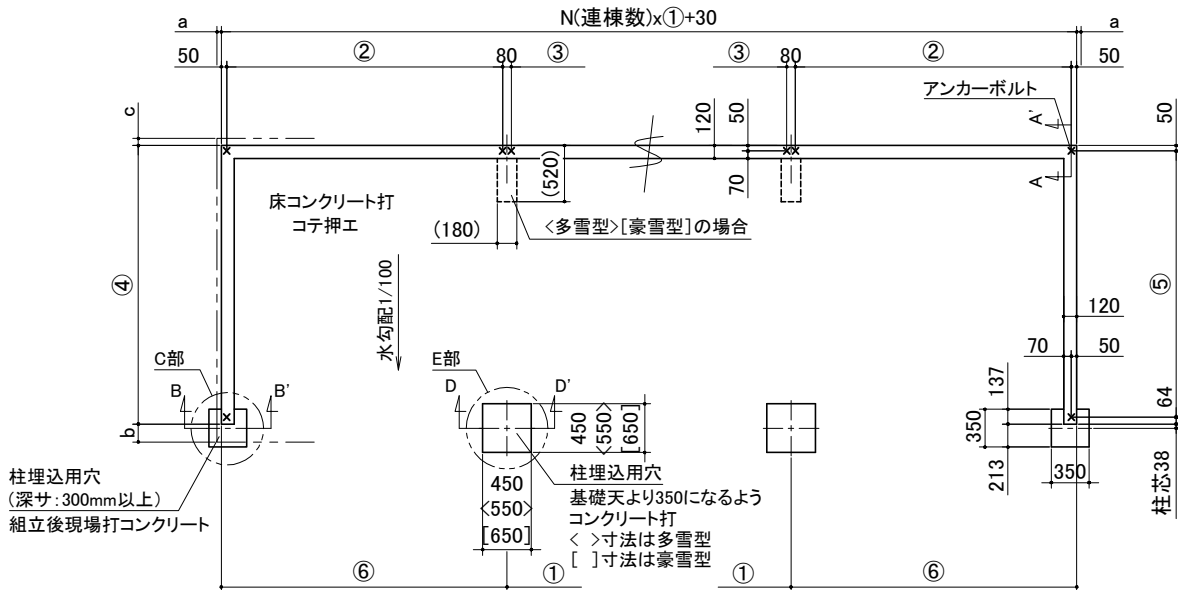 N(連棟数)x①+30
a
a
50
②
80
③
③
80
②
50
アンカーボルト
c
120
50
70
A'
A
50
(520)
床コンクリート打
コテ押エ
(180)
<多雪型>[豪雪型]の場合
④
水勾配1/100
⑤
120
70
50
C部
E部
B
B'
D
D'
137
64
b
450
<550>
[650]
350
213
350
柱芯38
柱埋込用穴
(深サ:300mm以上)
組立後現場打コンクリート
450
<550>
[650]
柱埋込用穴
基礎天より350になるよう
コンクリート打
< >寸法は多雪型
[ ]寸法は豪雪型
⑥
①
①
⑥